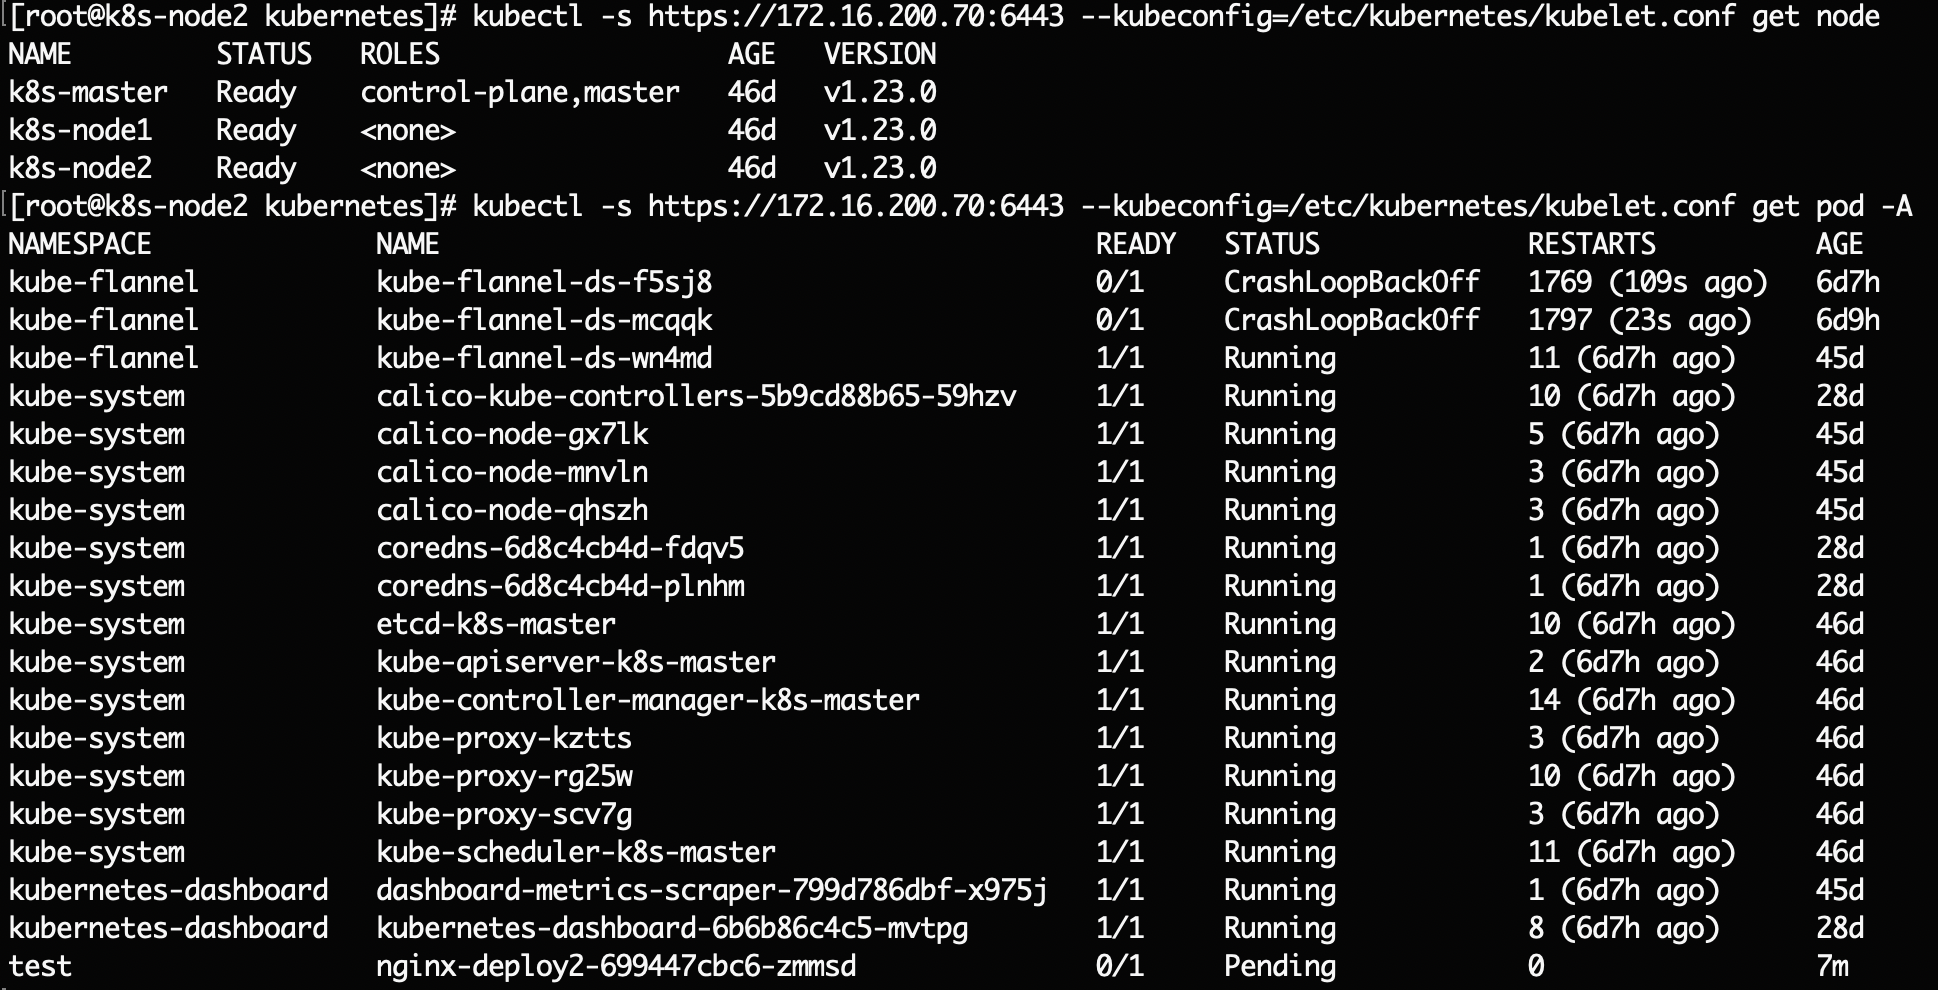 [root@k8s-node2 kubernetes]# kubectl -s https://172.16.200.70:6443 --kubeconfig=/etc/kubernetes/kubelet.conf get node
NAME         STATUS   ROLES                  AGE   VERSION
k8s-master   Ready    control-plane,master   46d   v1.23.0
k8s-node1    Ready    <none>                 46d   v1.23.0
k8s-node2    Ready    <none>                 46d   v1.23.0
[root@k8s-node2 kubernetes]# kubectl -s https://172.16.200.70:6443 --kubeconfig=/etc/kubernetes/kubelet.conf get pod -A
NAMESPACE              NAME                                         READY   STATUS             RESTARTS          AGE
kube-flannel           kube-flannel-ds-f5sj8                        0/1     CrashLoopBackOff   1769 (109s ago)   6d7h
kube-flannel           kube-flannel-ds-mcqqk                        0/1     CrashLoopBackOff   1797 (23s ago)    6d9h
kube-flannel           kube-flannel-ds-wn4md                        1/1     Running            11 (6d7h ago)     45d
kube-system            calico-kube-controllers-5b9cd88b65-59hzv     1/1     Running            10 (6d7h ago)     28d
kube-system            calico-node-gx7lk                            1/1     Running            5 (6d7h ago)      45d
kube-system            calico-node-mnvln                            1/1     Running            3 (6d7h ago)      45d
kube-system            calico-node-qhszh                            1/1     Running            3 (6d7h ago)      45d
kube-system            coredns-6d8c4cb4d-fdqv5                      1/1     Running            1 (6d7h ago)      28d
kube-system            coredns-6d8c4cb4d-plnhm                      1/1     Running            1 (6d7h ago)      28d
kube-system            etcd-k8s-master                              1/1     Running            10 (6d7h ago)     46d
kube-system            kube-apiserver-k8s-master                    1/1     Running            2 (6d7h ago)      46d
kube-system            kube-controller-manager-k8s-master           1/1     Running            14 (6d7h ago)     46d
kube-system            kube-proxy-kztts                             1/1     Running            3 (6d7h ago)      46d
kube-system            kube-proxy-rg25w                             1/1     Running            10 (6d7h ago)     46d
kube-system            kube-proxy-scv7g                             1/1     Running            3 (6d7h ago)      46d
kube-system            kube-scheduler-k8s-master                    1/1     Running            11 (6d7h ago)     46d
kubernetes-dashboard   dashboard-metrics-scraper-799d786dbf-x975j   1/1     Running            1 (6d7h ago)      45d
kubernetes-dashboard   kubernetes-dashboard-6b6b86c4c5-mvtpg        1/1     Running            8 (6d7h ago)      28d
test                   nginx-deploy2-699447cbc6-zmmsd               0/1     Pending            0                 7m